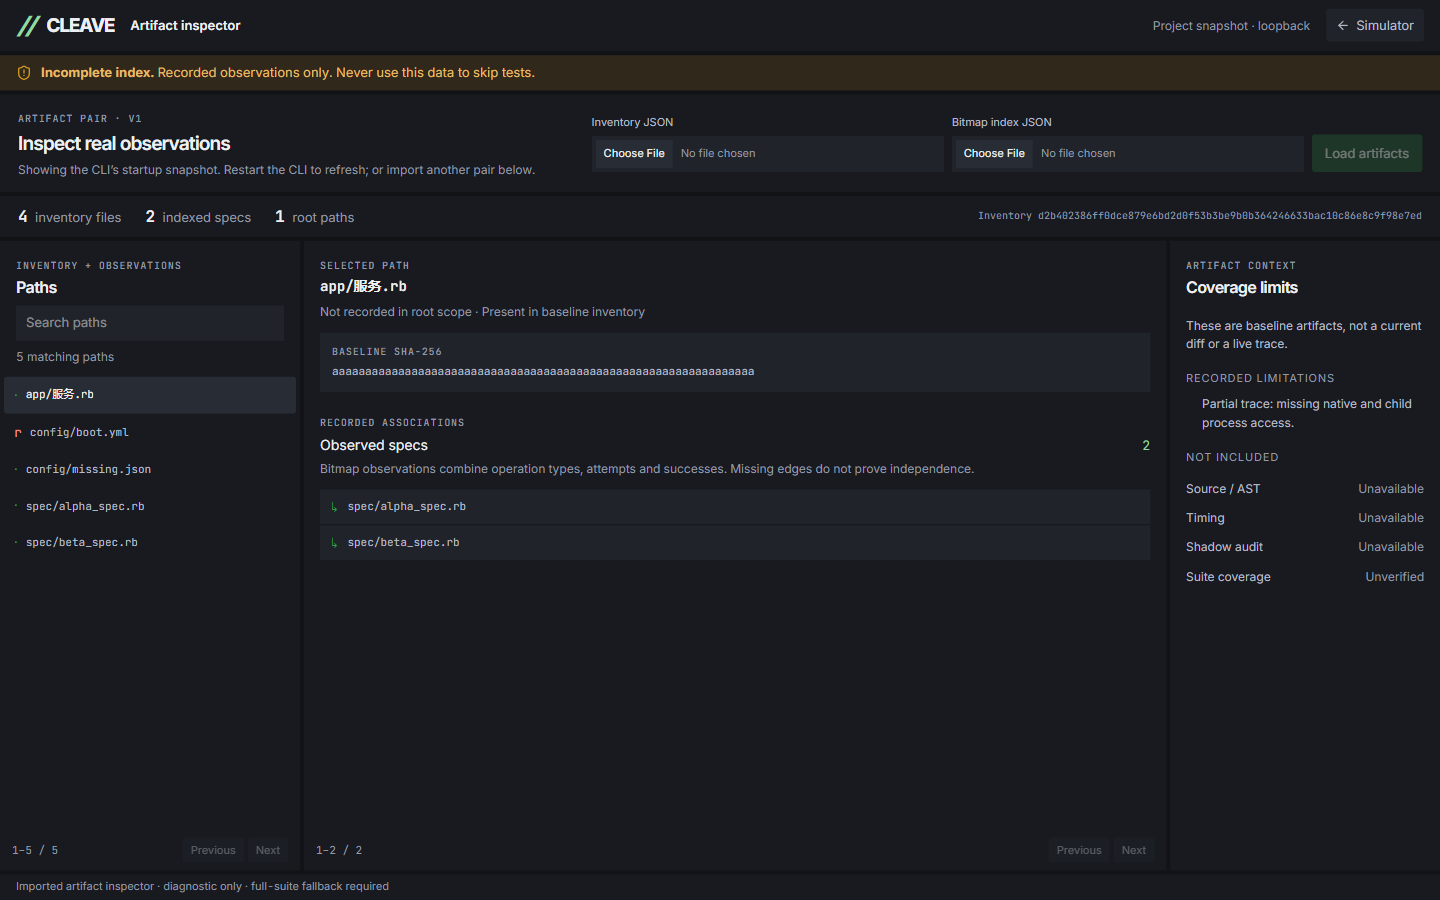 CLEAVE Artifact inspector
Project snapshot · loopback
← Simulator
Incomplete index. Recorded observations only. Never use this data to skip tests.
ARTIFACT PAIR · V1
Inspect real observations
Showing the CLI's startup snapshot. Restart the CLI to refresh; or import another pair below.
Inventory JSON
Choose File No file chosen
Bitmap index JSON
Choose File No file chosen
Load artifacts
4 inventory files 2 indexed specs 1 root paths
Inventory d2b402386ff0dce879e6bd2d0f53b3be9b0b364246633bac10c86e8c9f98e7ed
INVENTORY + OBSERVATIONS
Paths
Search paths
5 matching paths
· app/服务.rb
r config/boot.yml
· config/missing.json
· spec/alpha_spec.rb
· spec/beta_spec.rb
1–5 / 5
Previous Next
SELECTED PATH
app/服务.rb
Not recorded in root scope · Present in baseline inventory
BASELINE SHA-256
aaaaaaaaaaaaaaaaaaaaaaaaaaaaaaaaaaaaaaaaaaaaaaaaaaaaaaaaaaaaaaaa
RECORDED ASSOCIATIONS
Observed specs 2
Bitmap observations combine operation types, attempts and successes. Missing edges do not prove independence.
↳ spec/alpha_spec.rb
↳ spec/beta_spec.rb
1–2 / 2
Previous Next
ARTIFACT CONTEXT
Coverage limits
These are baseline artifacts, not a current
diff or a live trace.
RECORDED LIMITATIONS
Partial trace: missing native and child
process access.
NOT INCLUDED
Source / AST Unavailable
Timing Unavailable
Shadow audit Unavailable
Suite coverage Unverified
Imported artifact inspector · diagnostic only · full-suite fallback required